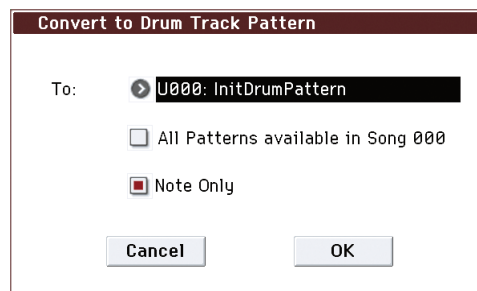 Convert to Drum Track Pattern
To: U000: InitDrumPattern
All Patterns available in Song 000
Note Only
Cancel OK